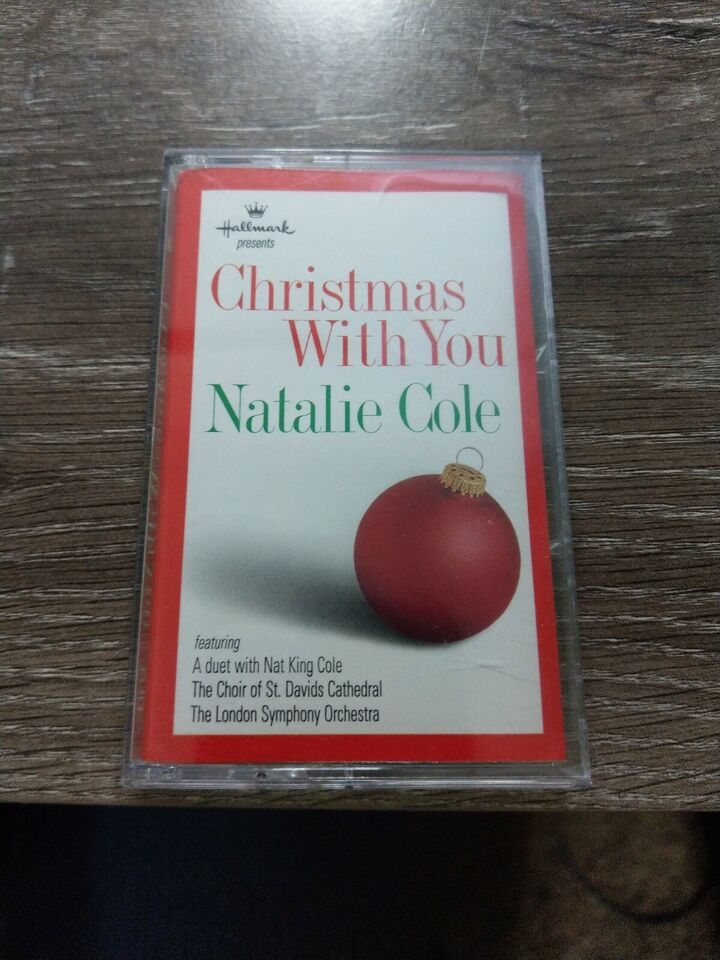 Hallmark
presents
Christmas
With You
Natalie Cole
featuring
A duet with Nat King Cole
The Choir of St. Davids Cathedral
The London Symphony Orchestra